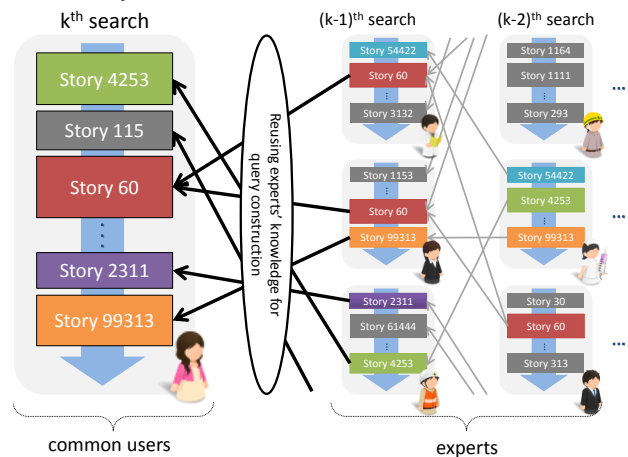 kth search
(k-1)th search
(k-2)th search
Story 4253
Story 115
Story 60
Story 2311
Story 99313
common users
Reusing experts' knowledge for
query construction
Story 54422
Story 60
Story 3132
Story 1153
Story 60
Story 99313
Story 2311
Story 61444
Story 4253
Story 1164
Story 1111
Story 293
Story 54422
Story 4253
Story 99313
Story 30
Story 60
Story 313
...
...
...
experts